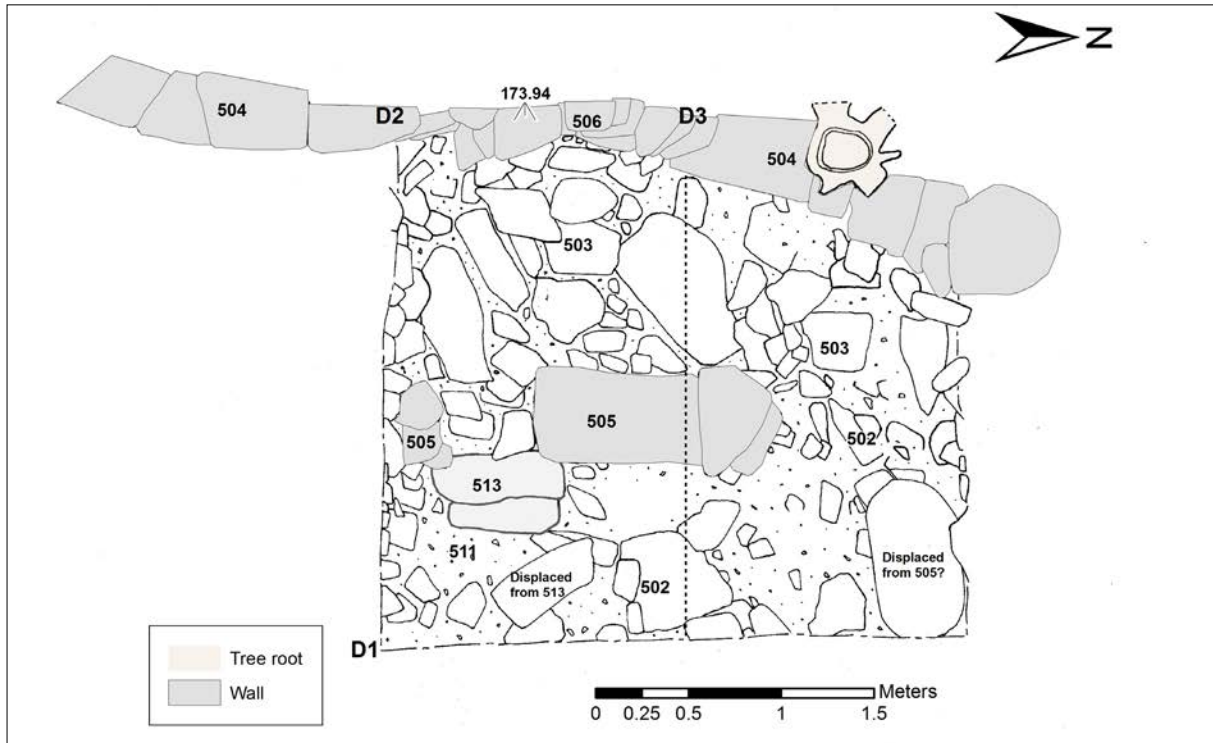 N
504
D2
173.94
506
D3
504
503
503
505
505
502
513
511
Displaced
from 513
502
Displaced
from 505?
D1
Tree root
Wall
Meters
0 0.25 0.5 1 1.5